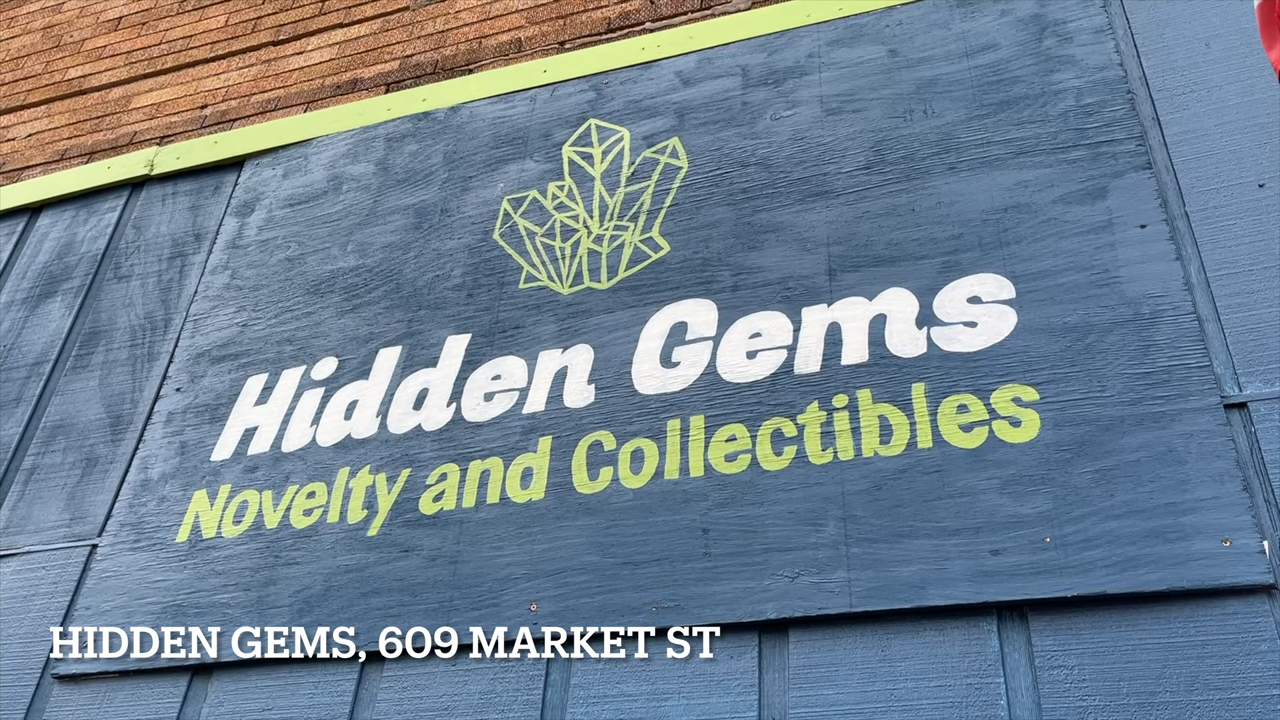 Hidden Gems
Novelty and Collectibles
HIDDEN GEMS, 609 MARKET ST